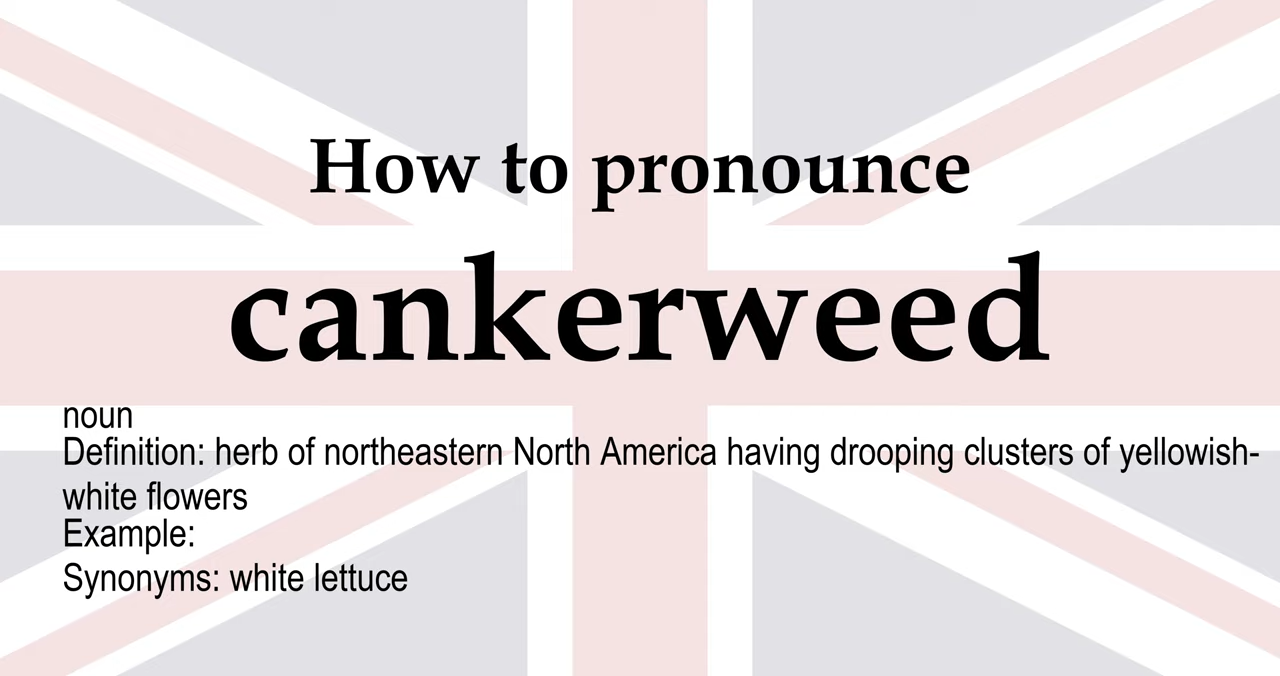 How to pronounce
cankerweed
noun
Definition: herb of northeastern North America having drooping clusters of yellowish-
white flowers
Example:
Synonyms: white lettuce